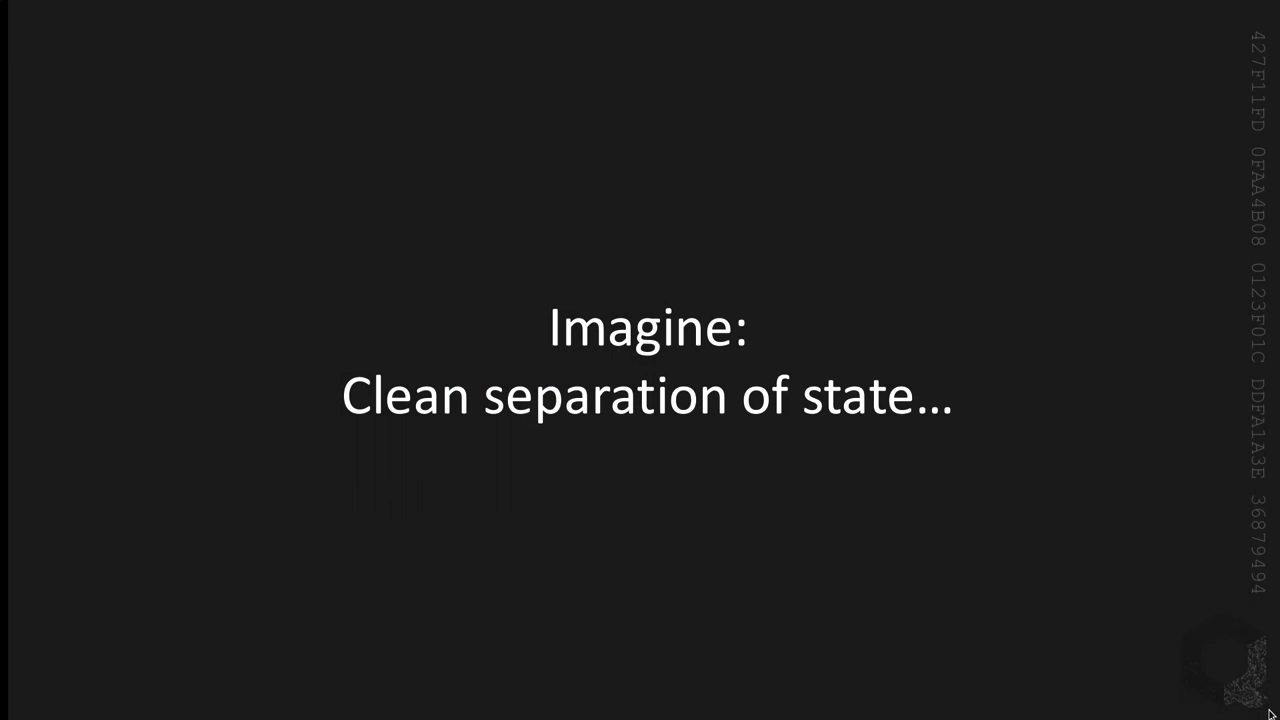 Imagine:
Clean separation of state…
427F11FD 0FAA4B08 0123F01C DDFA1A3E 36879494